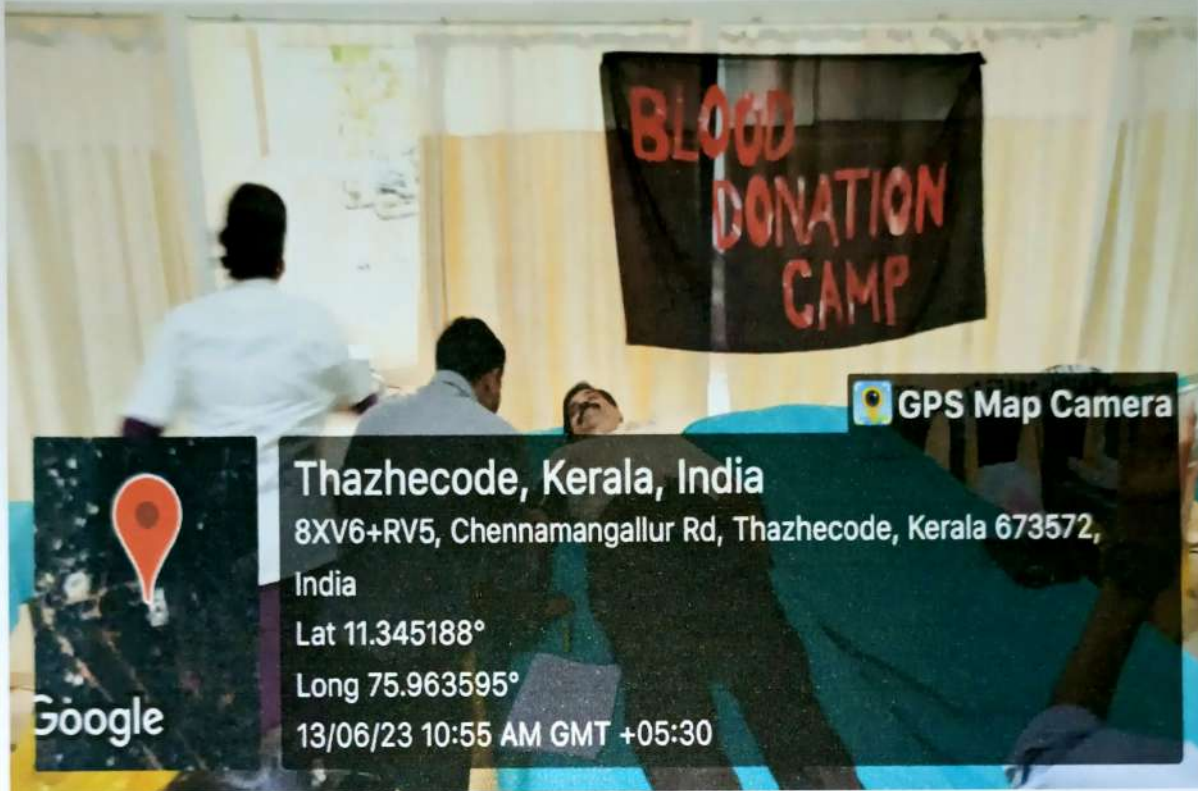 BLOOD
DONATION
CAMP
GPS Map Camera
Thazhecode, Kerala, India
8XV6+RV5, Chennamangallur Rd, Thazhecode, Kerala 673572,
India
Lat 11.345188°
Long 75.963595°
13/06/23 10:55 AM GMT +05:30
Google